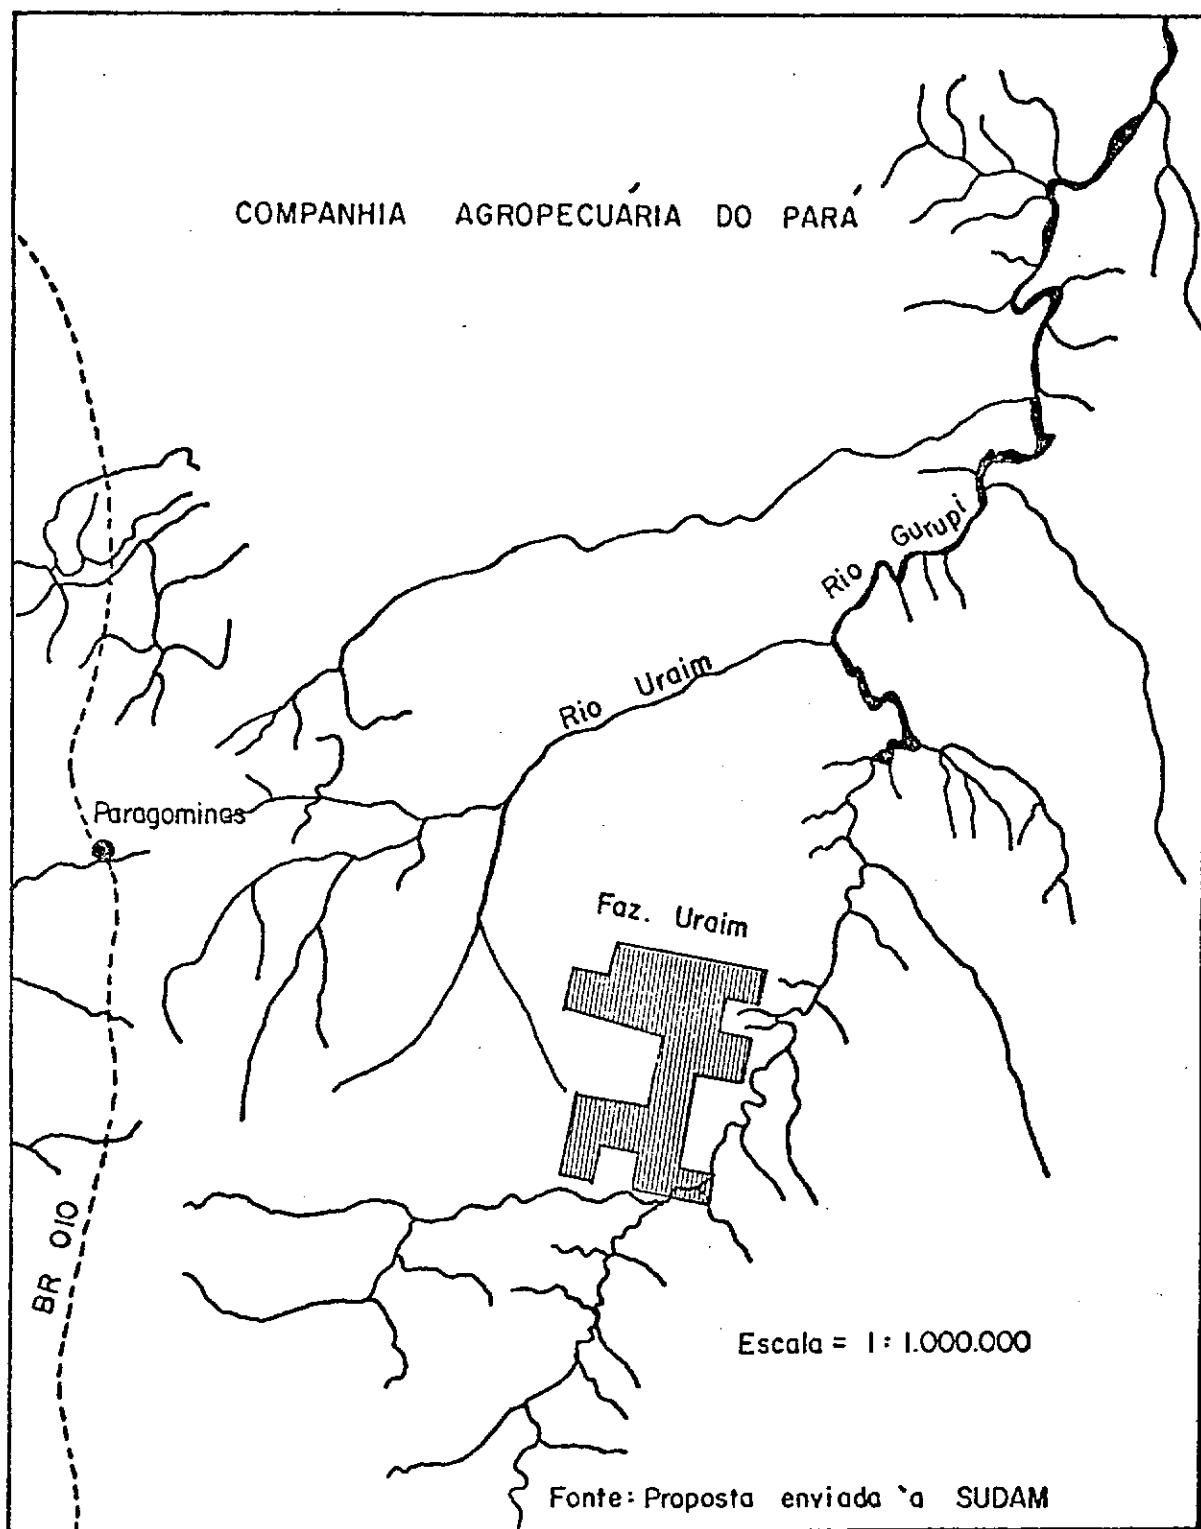 COMPANHIA AGROPECUÁRIA DO PARÁ
Rio Gurupi
Rio Uraim
Paragominas
Faz. Uraim
BR 010
Escala = 1: 1.000.000
Fonte: Proposta enviada 'a SUDAM